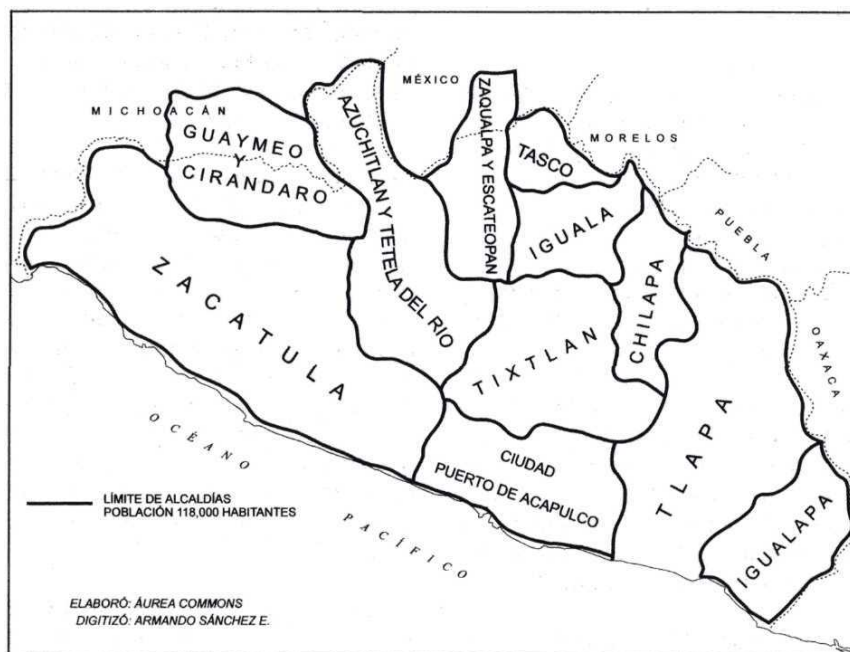 MÉXICO
MICHOACÁN
GUAYMEO
Y
CIRANDARO
AZUCHITLAN Y TETELA DEL RIO
ZAQUALPA Y ESCATEOPAN
TASCO
MORELOS
IGUALA
PUEBLA
CHILAPA
OAXACA
ZACATULA
TIXTLAN
TLAPA
CIUDAD
PUERTO DE ACAPULCO
IGUALAPA
OCÉANO
PACÍFICO
LÍMITE DE ALCALDÍAS
POBLACIÓN 118,000 HABITANTES
ELABORÓ: ÁUREA COMMONS
DIGITIZÓ: ARMANDO SÁNCHEZ E.